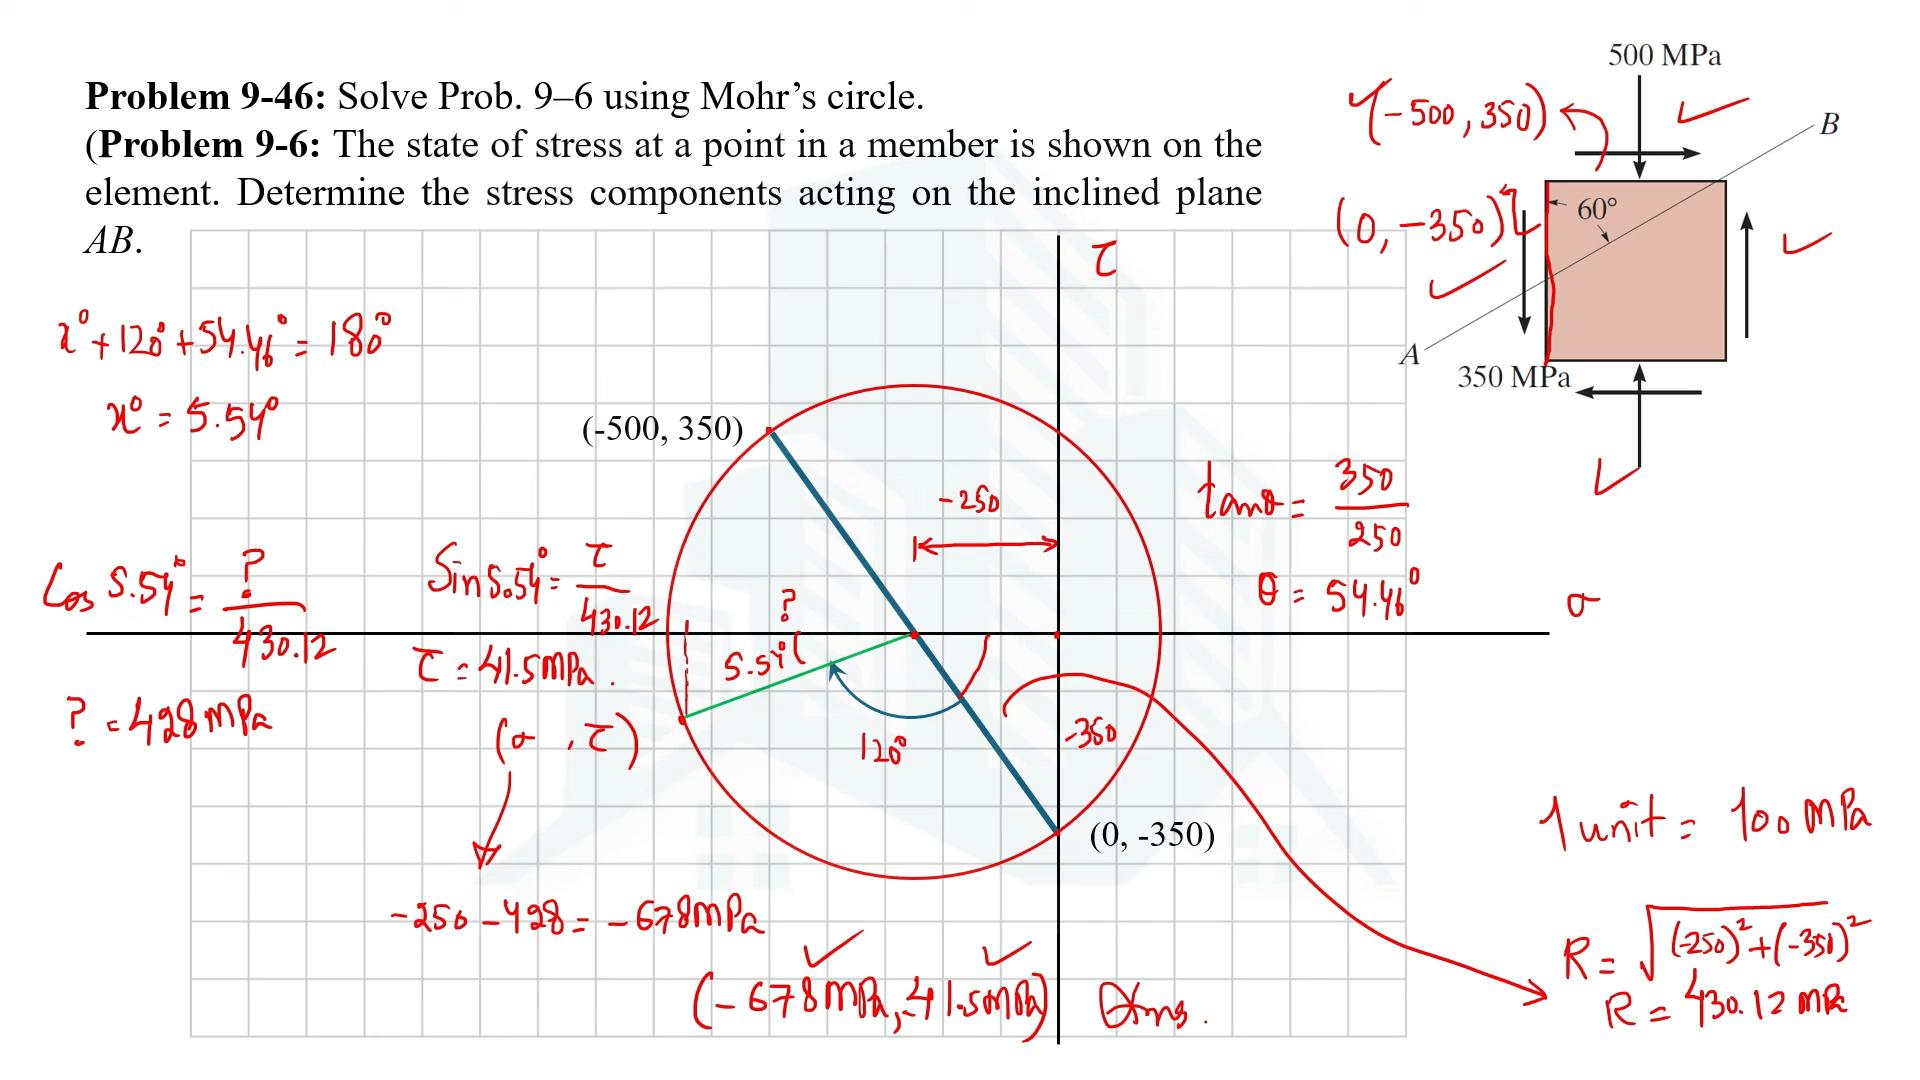 Problem 9-46: Solve Prob. 9–6 using Mohr’s circle.
(Problem 9-6: The state of stress at a point in a member is shown on the
element. Determine the stress components acting on the inclined plane
AB.
500 MPa
Y(-500, 350)
B
(0, -350)
60°
A
350 MPa
τ
x° + 120° + 54.46° = 180°
x° = 5.54°
(-500, 350)
-250
tanθ = 350/250
θ = 54.46°
σ
Cos 5.54° = ?/430.12
? = 428 MPa
Sin 5.54° = τ/430.12
τ = 41.5 MPa.
?
5.54°
120°
-350
(σ, τ)
(0, -350)
1 unit = 100 MPa
-250 - 428 = -678 MPa
(-678 MPa, -41.5 MPa) Ans.
R = √(-250)² + (-350)²
R = 430.12 MPa